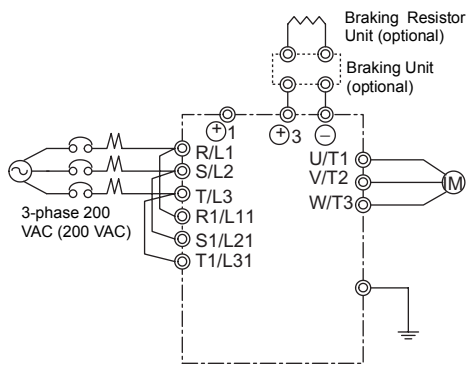 Braking Resistor
Unit (optional)
Braking Unit
(optional)
+1
+3
−
R/L1
S/L2
T/L3
R1/L11
S1/L21
T1/L31
3-phase 200
VAC (200 VAC)
U/T1
V/T2
W/T3
M